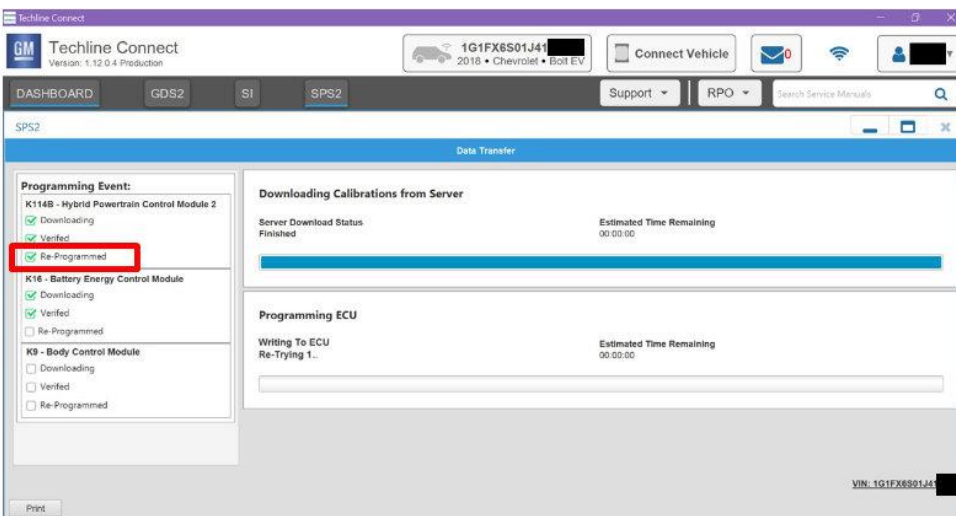 Techline Connect
GM
Techline Connect
Version: 1.12.0.4 Production
1G1FX6S01J41
2018 • Chevrolet • Bolt EV
Connect Vehicle
0
DASHBOARD
GDS2
SI
SPS2
Support
RPO
Search Service Manuals
SPS2
Data Transfer
Programming Event:
K114B - Hybrid Powertrain Control Module 2
Downloading
Verifed
Re-Programmed
K16 - Battery Energy Control Module
Downloading
Verifed
Re-Programmed
K9 - Body Control Module
Downloading
Verifed
Re-Programmed
Downloading Calibrations from Server
Server Download Status
Finished
Estimated Time Remaining
00:00:00
Programming ECU
Writing To ECU
Re-Trying 1..
Estimated Time Remaining
00:00:00
VIN: 1G1FX6S01J41
Print